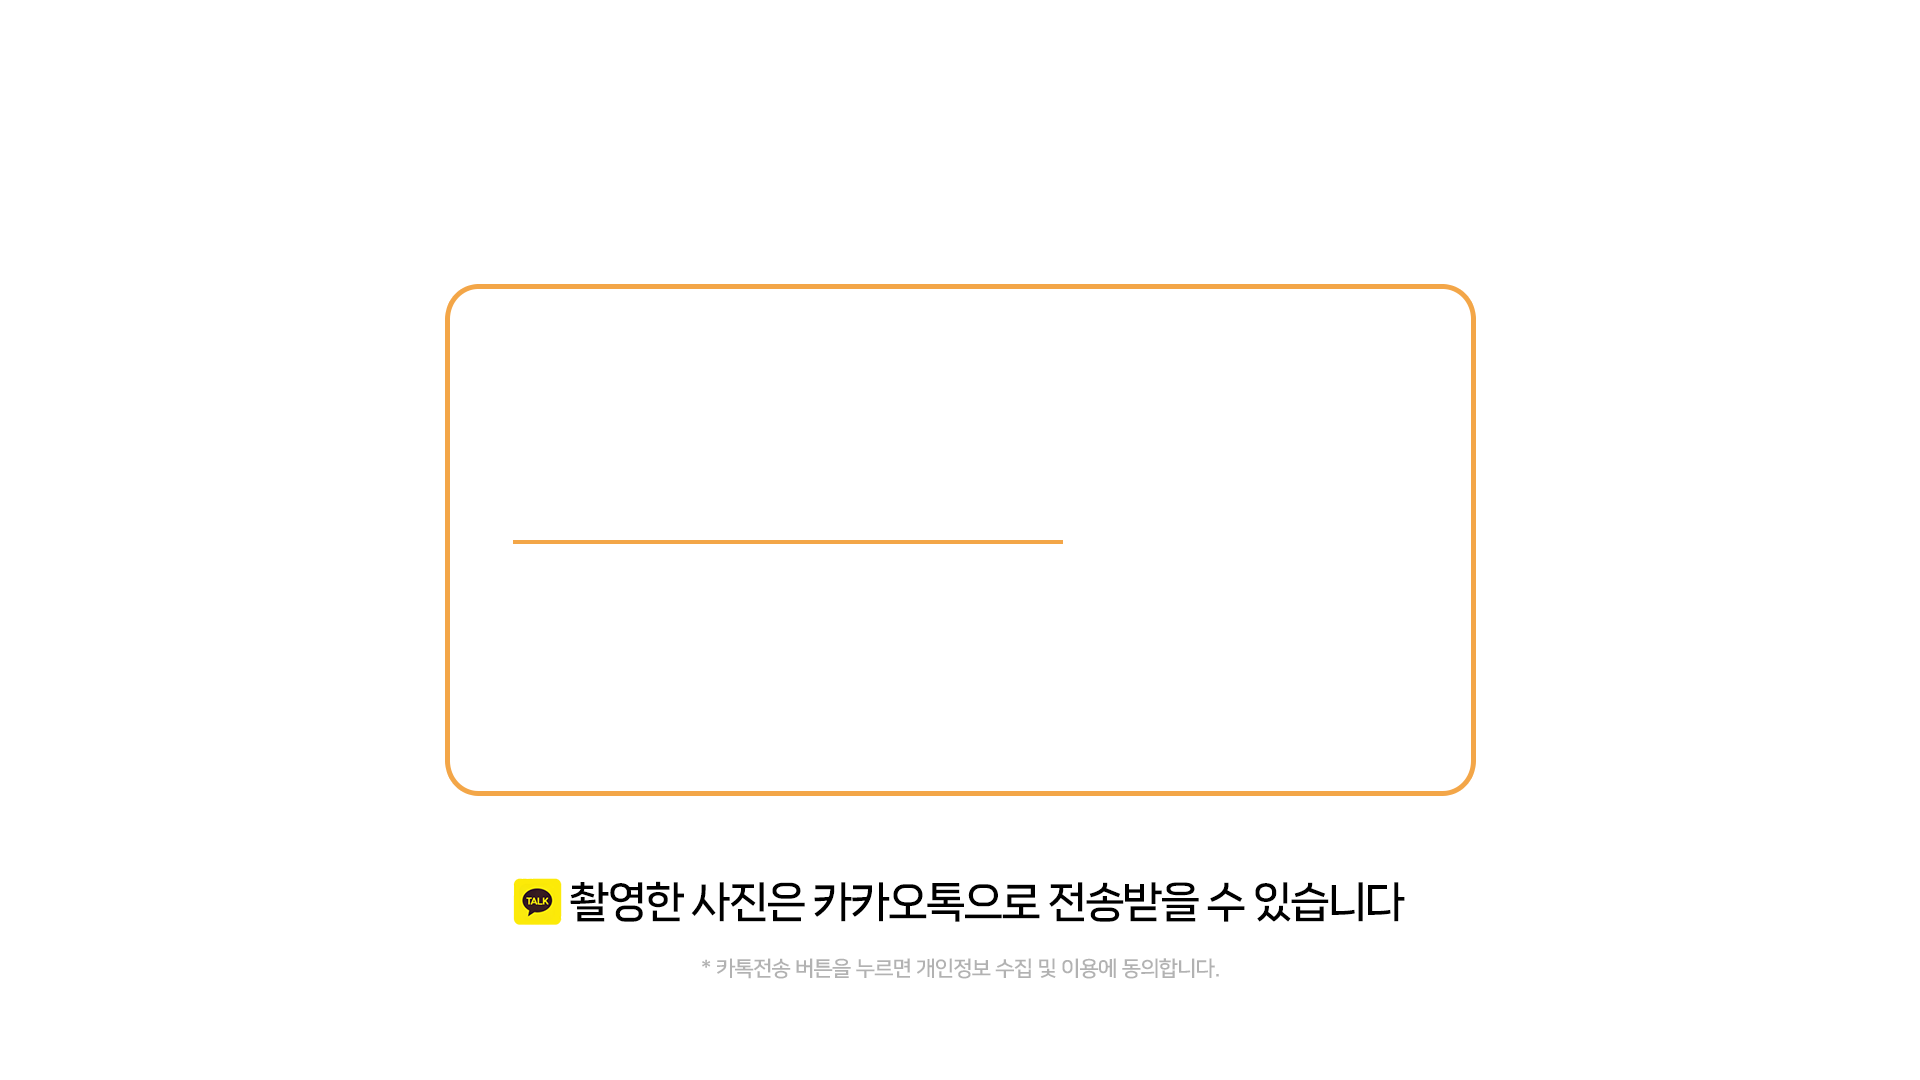 TALK 촬영한 사진은 카카오톡으로 전송받을 수 있습니다
* 카톡전송 버튼을 누르면 개인정보 수집 및 이용에 동의합니다.